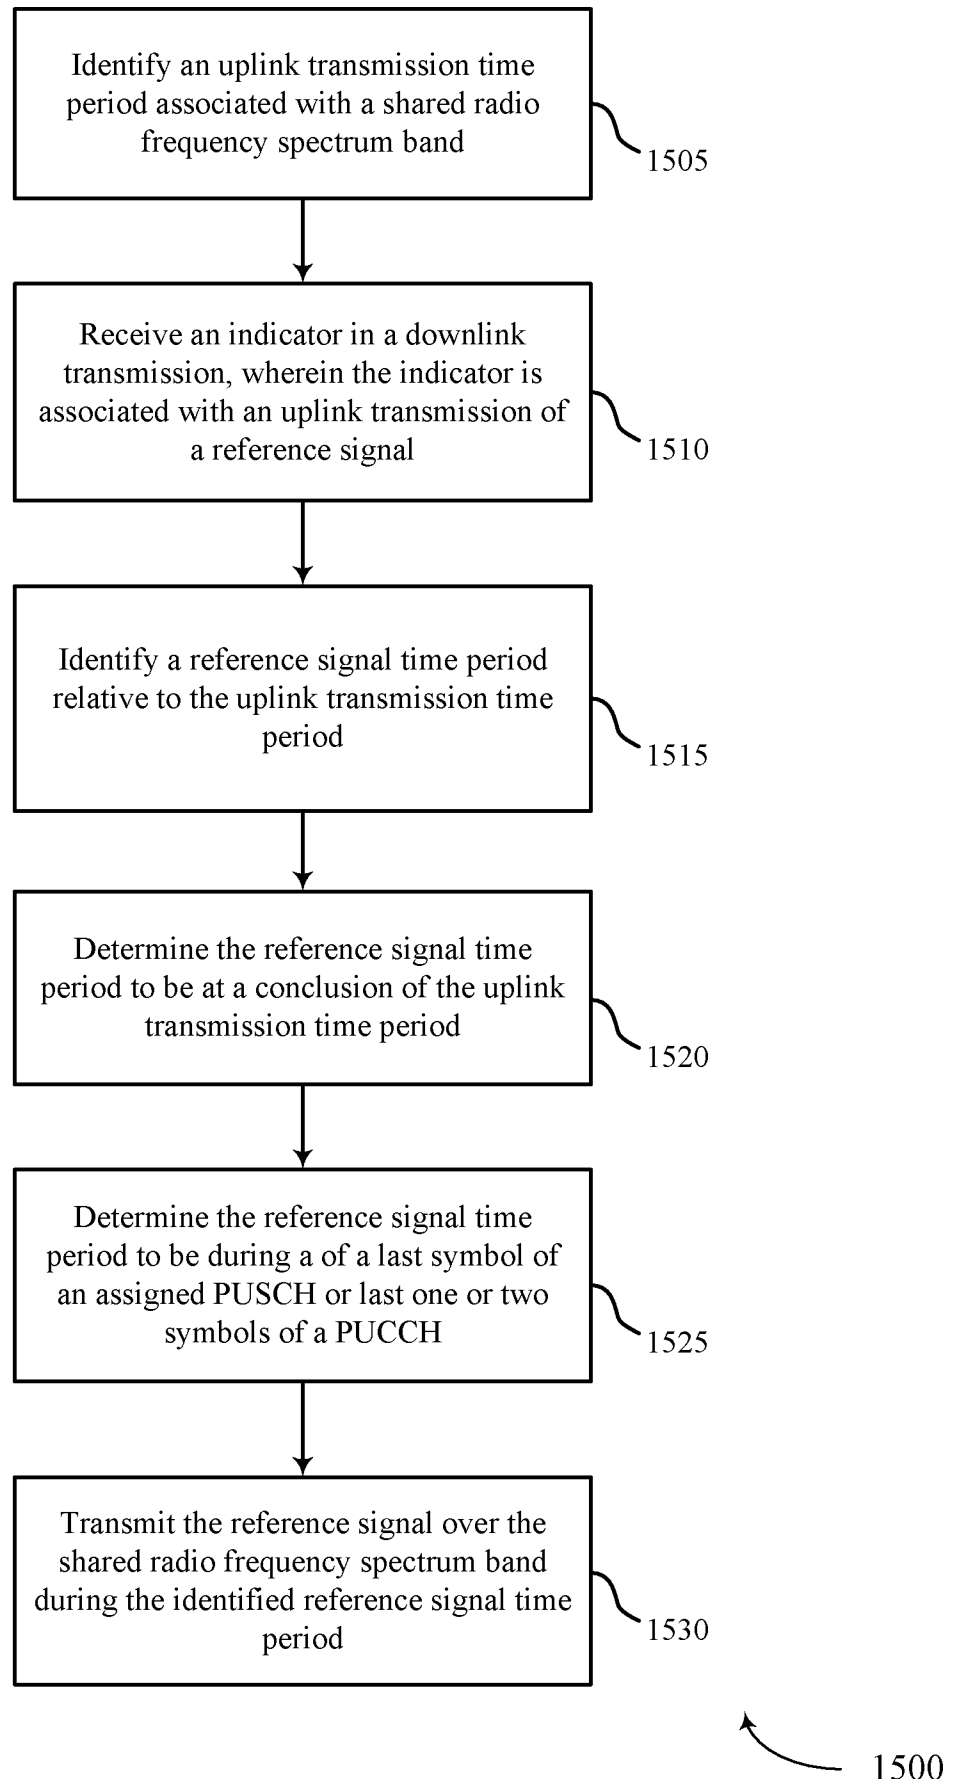 Identify an uplink transmission time
period associated with a shared radio
frequency spectrum band
1505
Receive an indicator in a downlink
transmission, wherein the indicator is
associated with an uplink transmission of
a reference signal
1510
Identify a reference signal time period
relative to the uplink transmission time
period
1515
Determine the reference signal time
period to be at a conclusion of the uplink
transmission time period
1520
Determine the reference signal time
period to be during a of a last symbol of
an assigned PUSCH or last one or two
symbols of a PUCCH
1525
Transmit the reference signal over the
shared radio frequency spectrum band
during the identified reference signal time
period
1530
1500